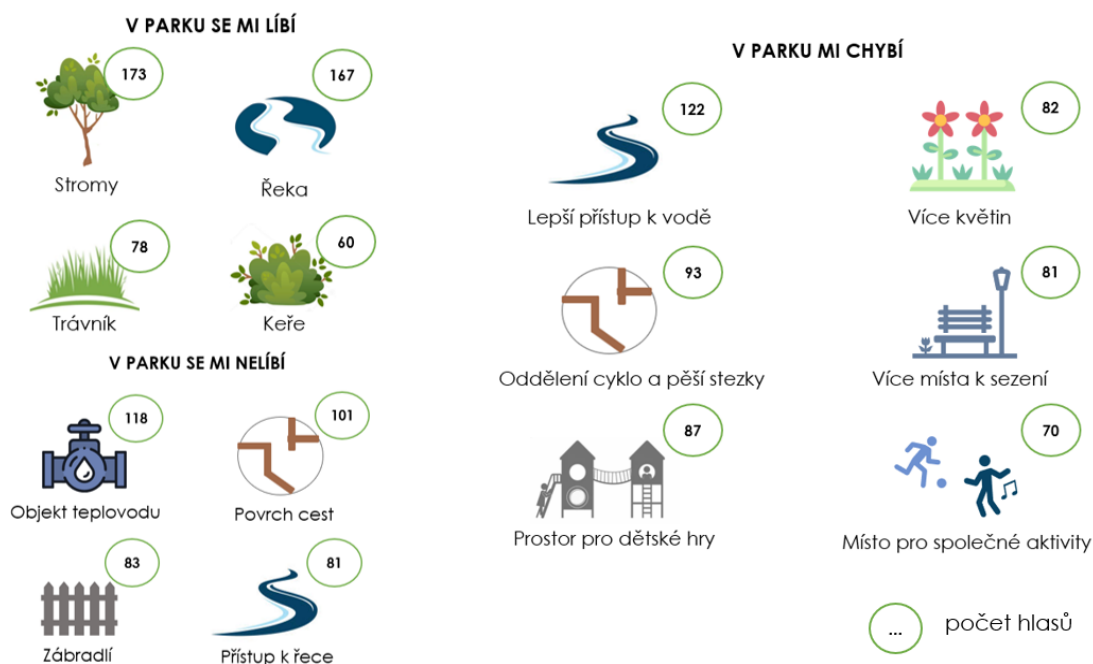 V PARKU SE MI LÍBÍ
173
167
Stromy
Řeka
78
60
Trávník
Keře
V PARKU SE MI NELÍBÍ
118
101
Objekt teplovodu
Povrch cest
83
81
Zábradlí
Přístup k řece
V PARKU MI CHYBÍ
122
82
Lepší přístup k vodě
Více květin
93
81
Oddělení cyklo a pěší stezky
Více místa k sezení
87
70
Prostor pro dětské hry
Místo pro společné aktivity
...
počet hlasů